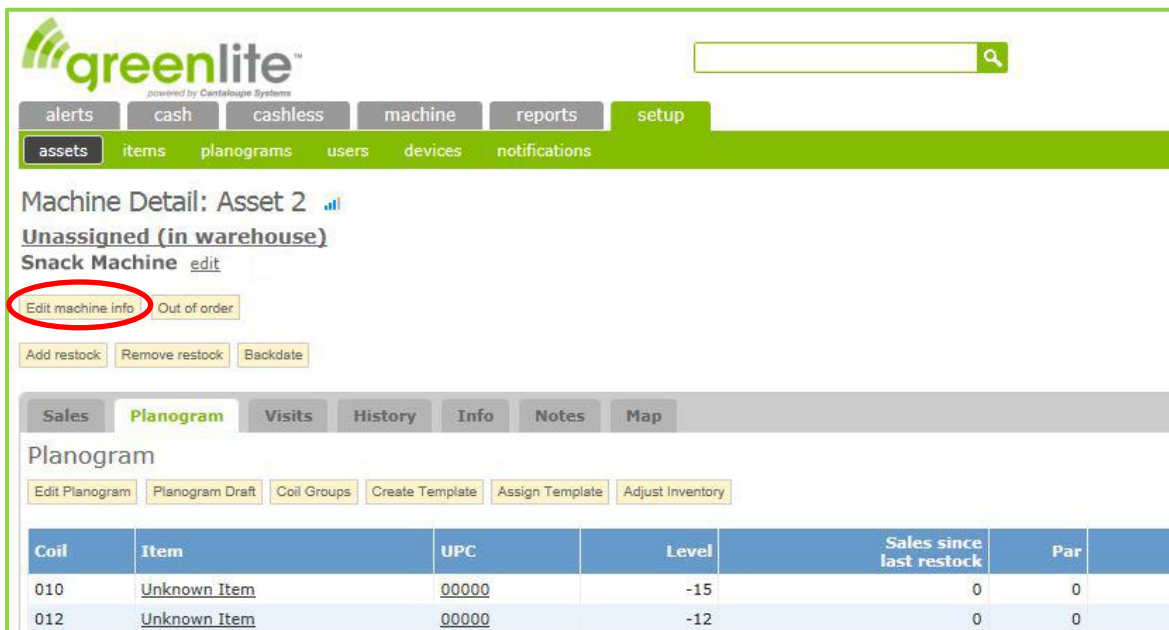 greenlite™
powered by Cantaloupe Systems
alerts cash cashless machine reports setup
assets items planograms users devices notifications
Machine Detail: Asset 2
Unassigned (in warehouse)
Snack Machine edit
Edit machine info Out of order
Add restock Remove restock Backdate
Sales Planogram Visits History Info Notes Map
Planogram
Edit Planogram Planogram Draft Coil Groups Create Template Assign Template Adjust Inventory
Coil Item UPC Level Sales since last restock Par
010 Unknown Item 00000 -15 0 0
012 Unknown Item 00000 -12 0 0